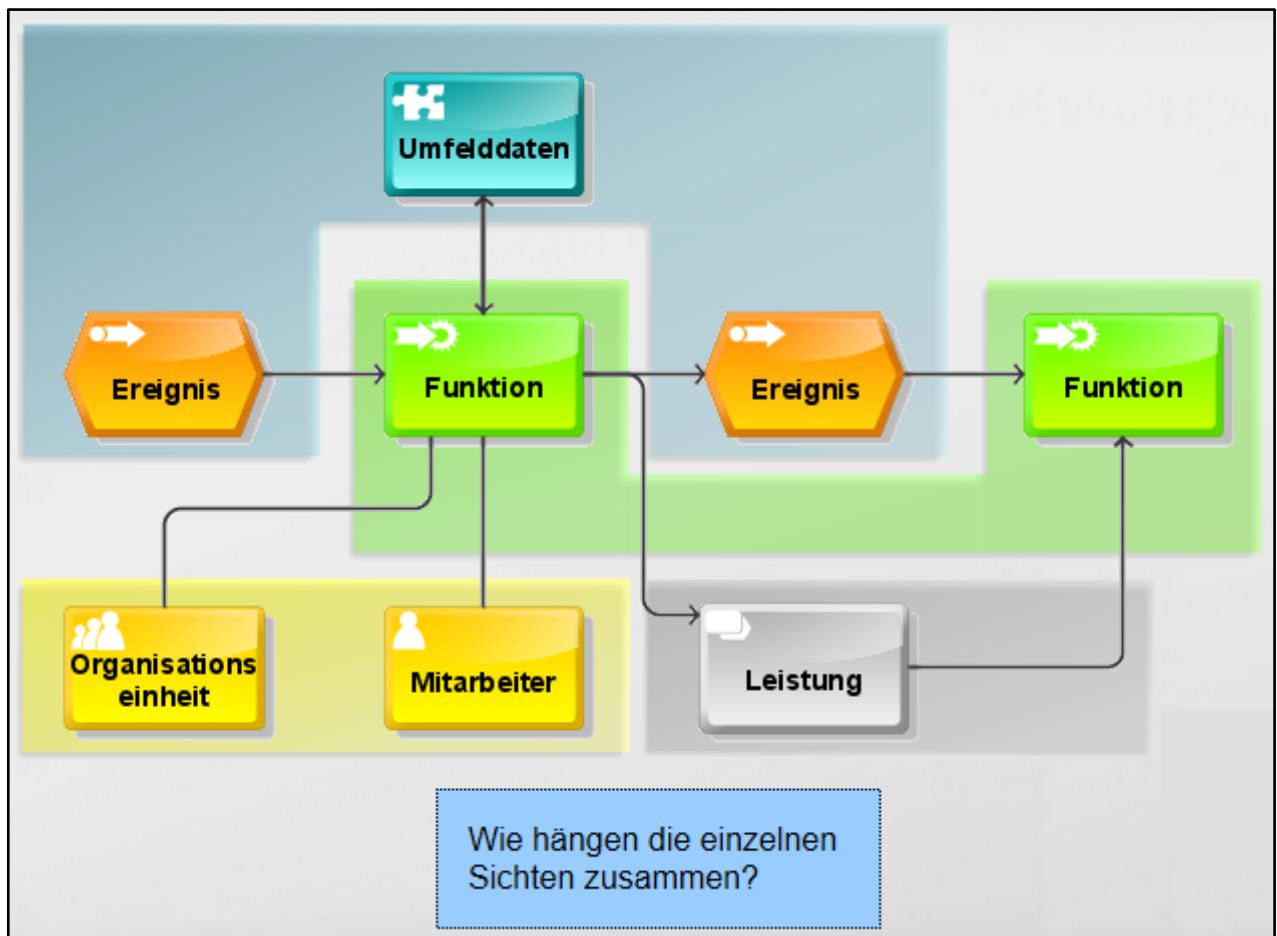 Umfelddaten
Ereignis
Funktion
Ereignis
Funktion
Organisations
einheit
Mitarbeiter
Leistung
Wie hängen die einzelnen
Sichten zusammen?